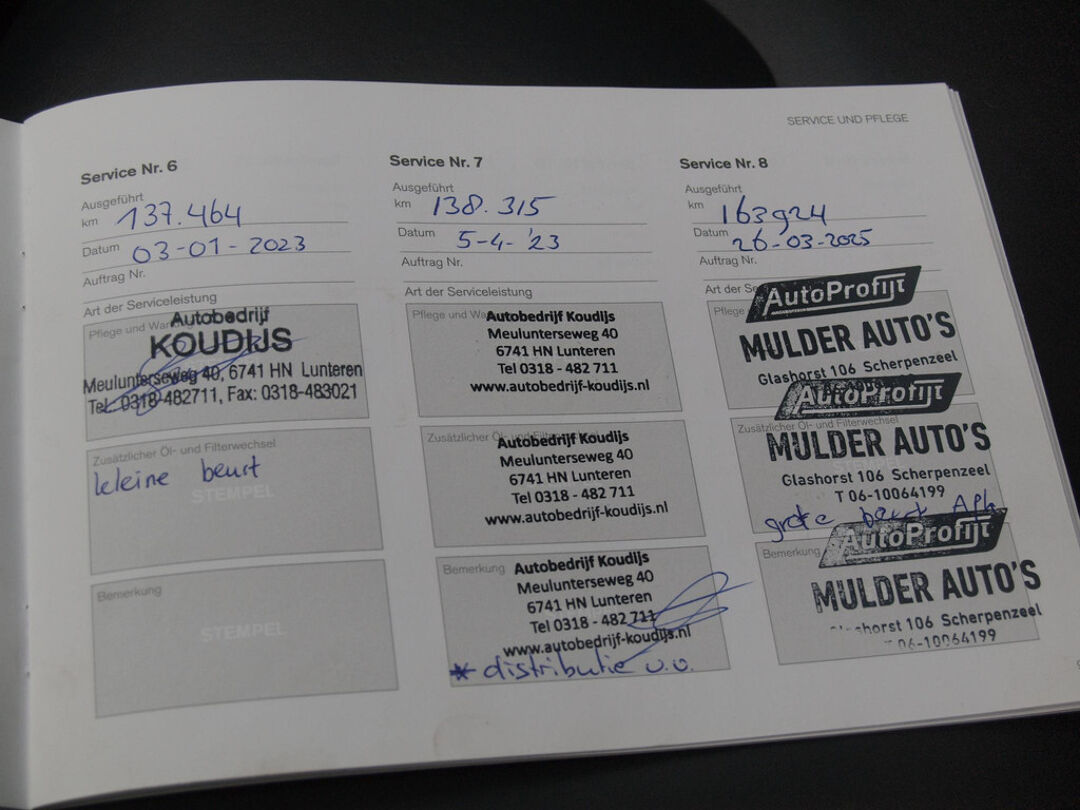 SERVICE UND PFLEGE
Service Nr. 6
Ausgeführt
km 137.464
Datum 03-01-2023
Auftrag Nr.
Art der Serviceleistung
Pflege und War
Autobedrijf
KOUDIJS
Meulunterseweg 40, 6741 HN Lunteren
Tel. 0318-482711, Fax: 0318-483021
Zusätzlicher Öl- und Filterwechsel
kleine beurt
STEMPEL
Bemerkung
STEMPEL
Service Nr. 7
Ausgeführt
km 138.315
Datum 5-4-'23
Auftrag Nr.
Art der Serviceleistung
Pflege und Wa
Autobedrijf Koudijs
Meulunterseweg 40
6741 HN Lunteren
Tel 0318 - 482 711
www.autobedrijf-koudijs.nl
Zusätzlicher Öl- und Filterwechsel
Autobedrijf Koudijs
Meulunterseweg 40
6741 HN Lunteren
Tel 0318 - 482 711
www.autobedrijf-koudijs.nl
Bemerkung
Autobedrijf Koudijs
Meulunterseweg 40
6741 HN Lunteren
Tel 0318 - 482 711
www.autobedrijf-koudijs.nl
* distributie v.v.
Service Nr. 8
Ausgeführt
km 163924
Datum 26-03-2025
Auftrag Nr.
Art der Se
Pflege
AutoProfijt
MULDER AUTO'S
Glashorst 106 Scherpenzeel
AutoProfijt
Zusätzlicher Öl- und Filterwechsel
MULDER AUTO'S
STEMPEL
Glashorst 106 Scherpenzeel
T 06-10064199
grote beurt APK
AutoProfijt
Bemerkung
MULDER AUTO'S
Glashorst 106 Scherpenzeel
T 06-10064199